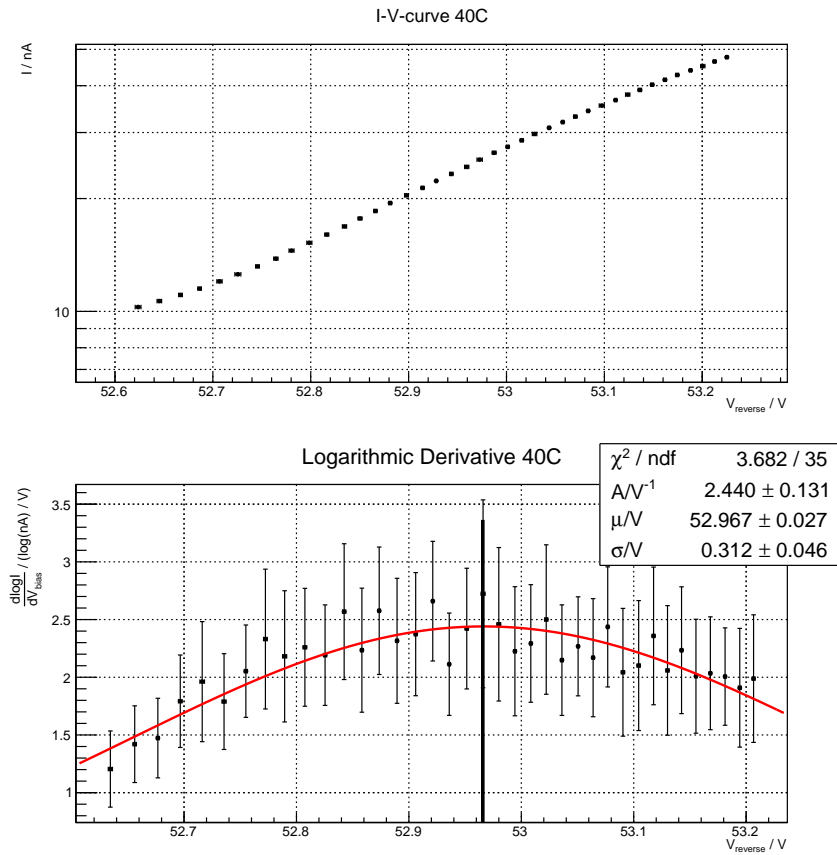 I-V-curve 40C
I / nA
10
52.6 52.7 52.8 52.9 53 53.1 53.2
V_reverse / V
Logarithmic Derivative 40C
χ² / ndf 3.682 / 35
A/V⁻¹ 2.440 ± 0.131
μ/V 52.967 ± 0.027
σ/V 0.312 ± 0.046
dlogI
dV_bias / (log(nA) / V)
3.5
3
2.5
2
1.5
1
52.7 52.8 52.9 53 53.1 53.2
V_reverse / V